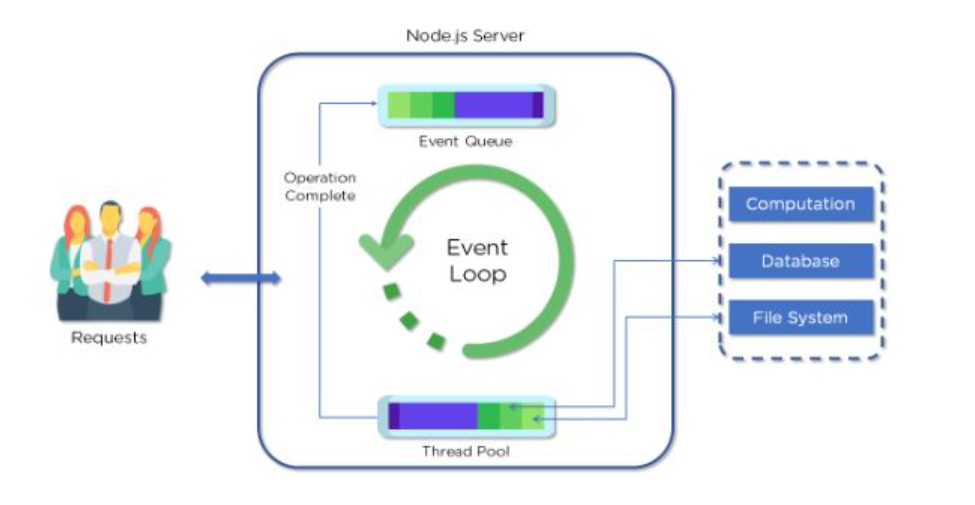 Node.js Server
Event Queue
Operation
Complete
Event
Loop
Requests
Thread Pool
Computation
Database
File System